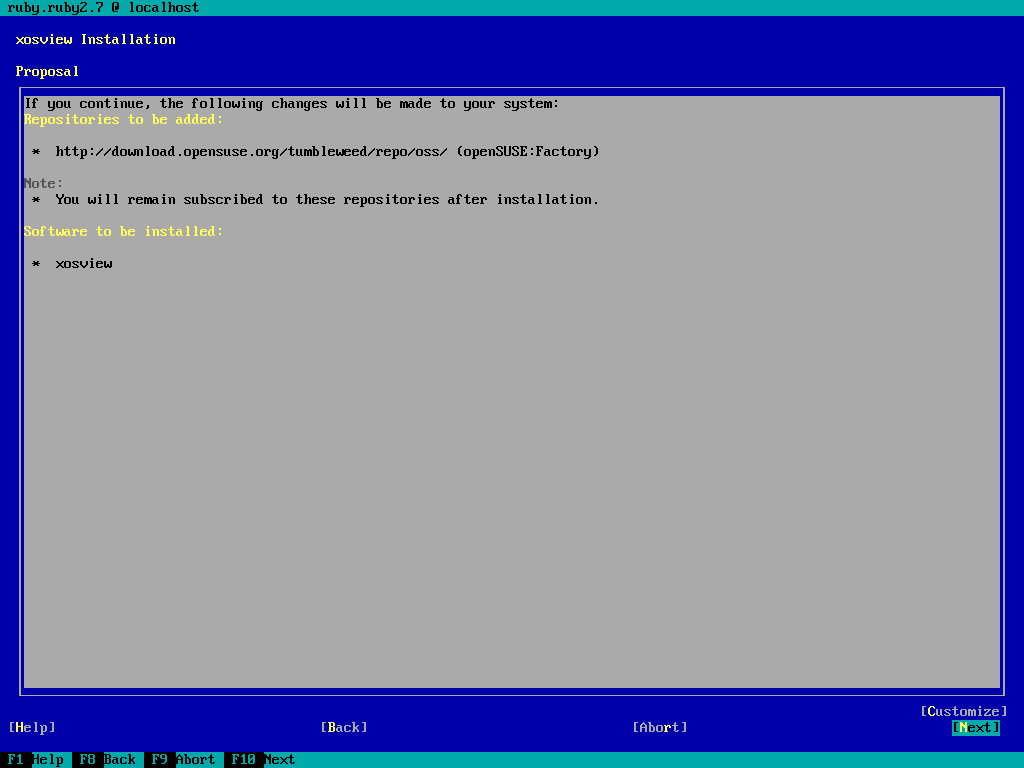 ruby.ruby2.7 @ localhost
xosview Installation
Proposal
If you continue, the following changes will be made to your system:
Repositories to be added:
* http://download.opensuse.org/tumbleweed/repo/oss/ (openSUSE:Factory)
Note:
* You will remain subscribed to these repositories after installation.
Software to be installed:
* xosview
[Customize]
[Help] [Back] [Abort] [Next]
F1 Help F8 Back F9 Abort F10 Next